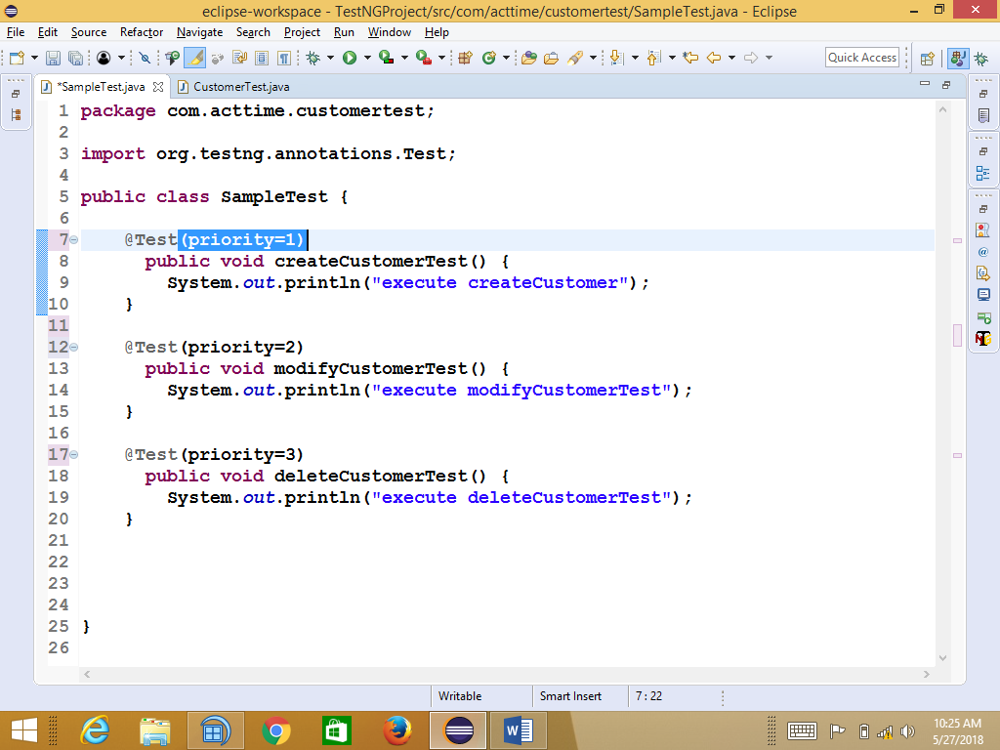 eclipse-workspace - TestNGProject/src/com/acttime/customertest/SampleTest.java - Eclipse
File Edit Source Refactor Navigate Search Project Run Window Help
Quick Access
*SampleTest.java CustomerTest.java
1 package com.acttime.customertest;
2
3 import org.testng.annotations.Test;
4
5 public class SampleTest {
6
7 @Test(priority=1)
8 public void createCustomerTest() {
9 System.out.println("execute createCustomer");
10 }
11
12 @Test(priority=2)
13 public void modifyCustomerTest() {
14 System.out.println("execute modifyCustomerTest");
15 }
16
17 @Test(priority=3)
18 public void deleteCustomerTest() {
19 System.out.println("execute deleteCustomerTest");
20 }
21
22
23
24
25 }
26
Writable Smart Insert 7 : 22
10:25 AM
5/27/2018